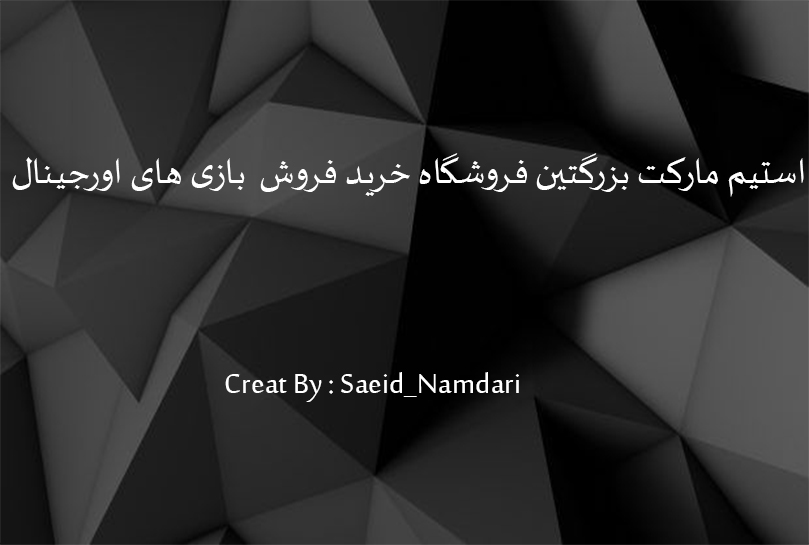 استیم مارکت بزرگتین فروشگاه خرید فروش بازی های اورجینال
Creat By : Saeid_Namdari